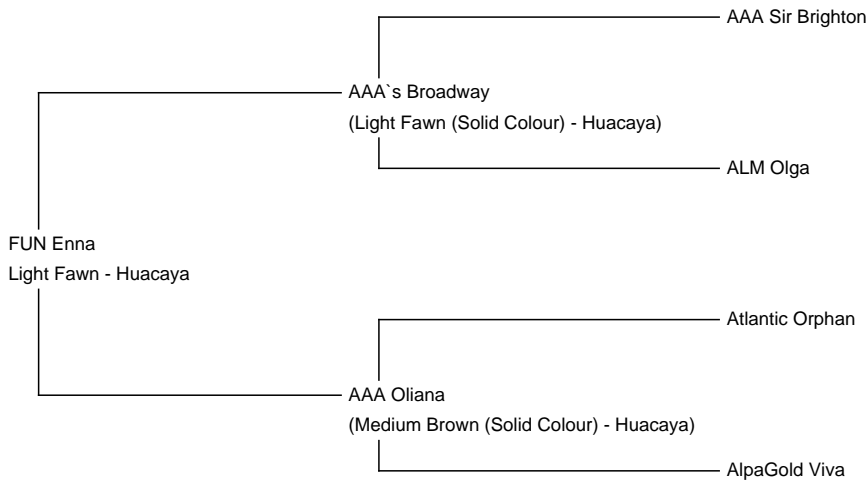 AAA Sir Brighton
AAA`s Broadway
(Light Fawn (Solid Colour) - Huacaya)
ALM Olga
FUN Enna
Light Fawn - Huacaya
Atlantic Orphan
AAA Oliana
(Medium Brown (Solid Colour) - Huacaya)
AlpaGold Viva